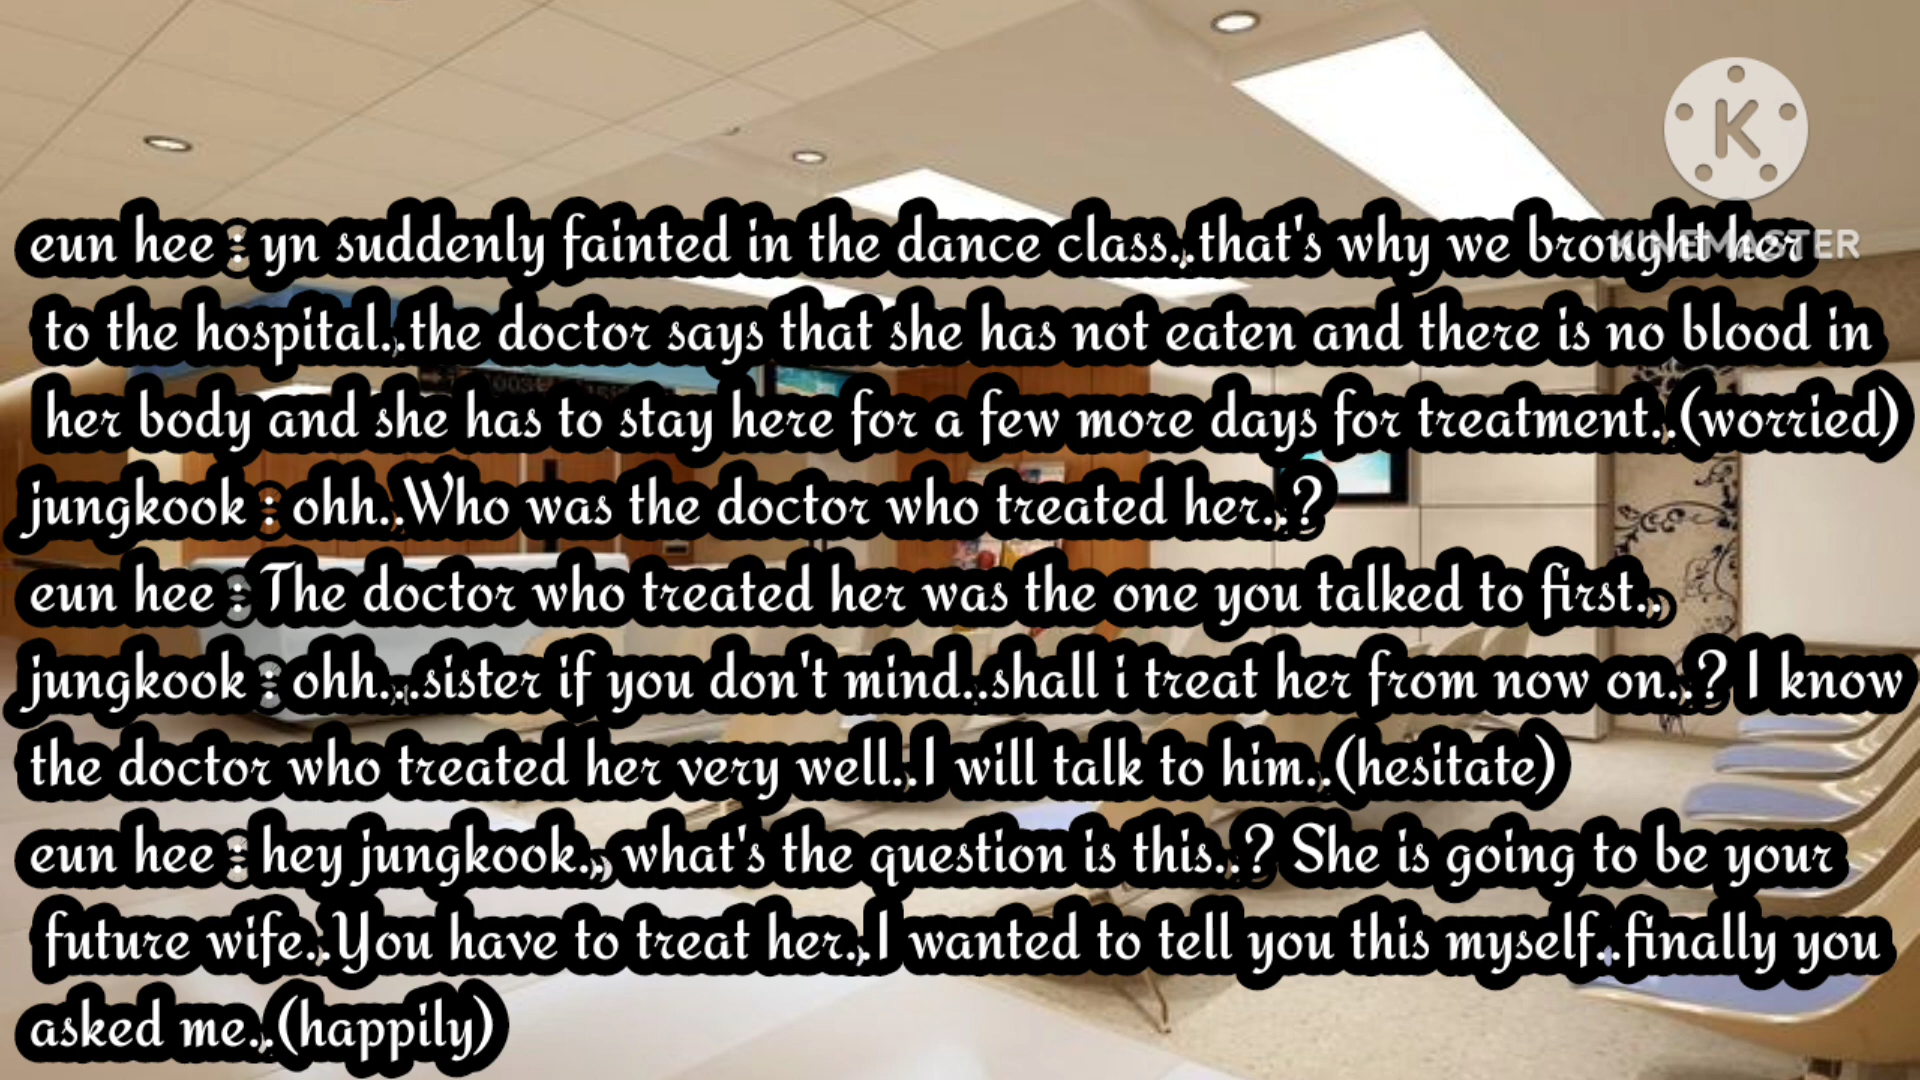 K
KINEMASTER
eun hee : yn suddenly fainted in the dance class..that's why we brought her
to the hospital..the doctor says that she has not eaten and there is no blood in
her body and she has to stay here for a few more days for treatment..(worried)
jungkook : ohh..Who was the doctor who treated her..?
eun hee : The doctor who treated her was the one you talked to first..
jungkook : ohh...sister if you don't mind..shall i treat her from now on..? I know
the doctor who treated her very well..I will talk to him..(hesitate)
eun hee : hey jungkook.., what's the question is this..? She is going to be your
future wife..You have to treat her..I wanted to tell you this myself..finally you
asked me..(happily)